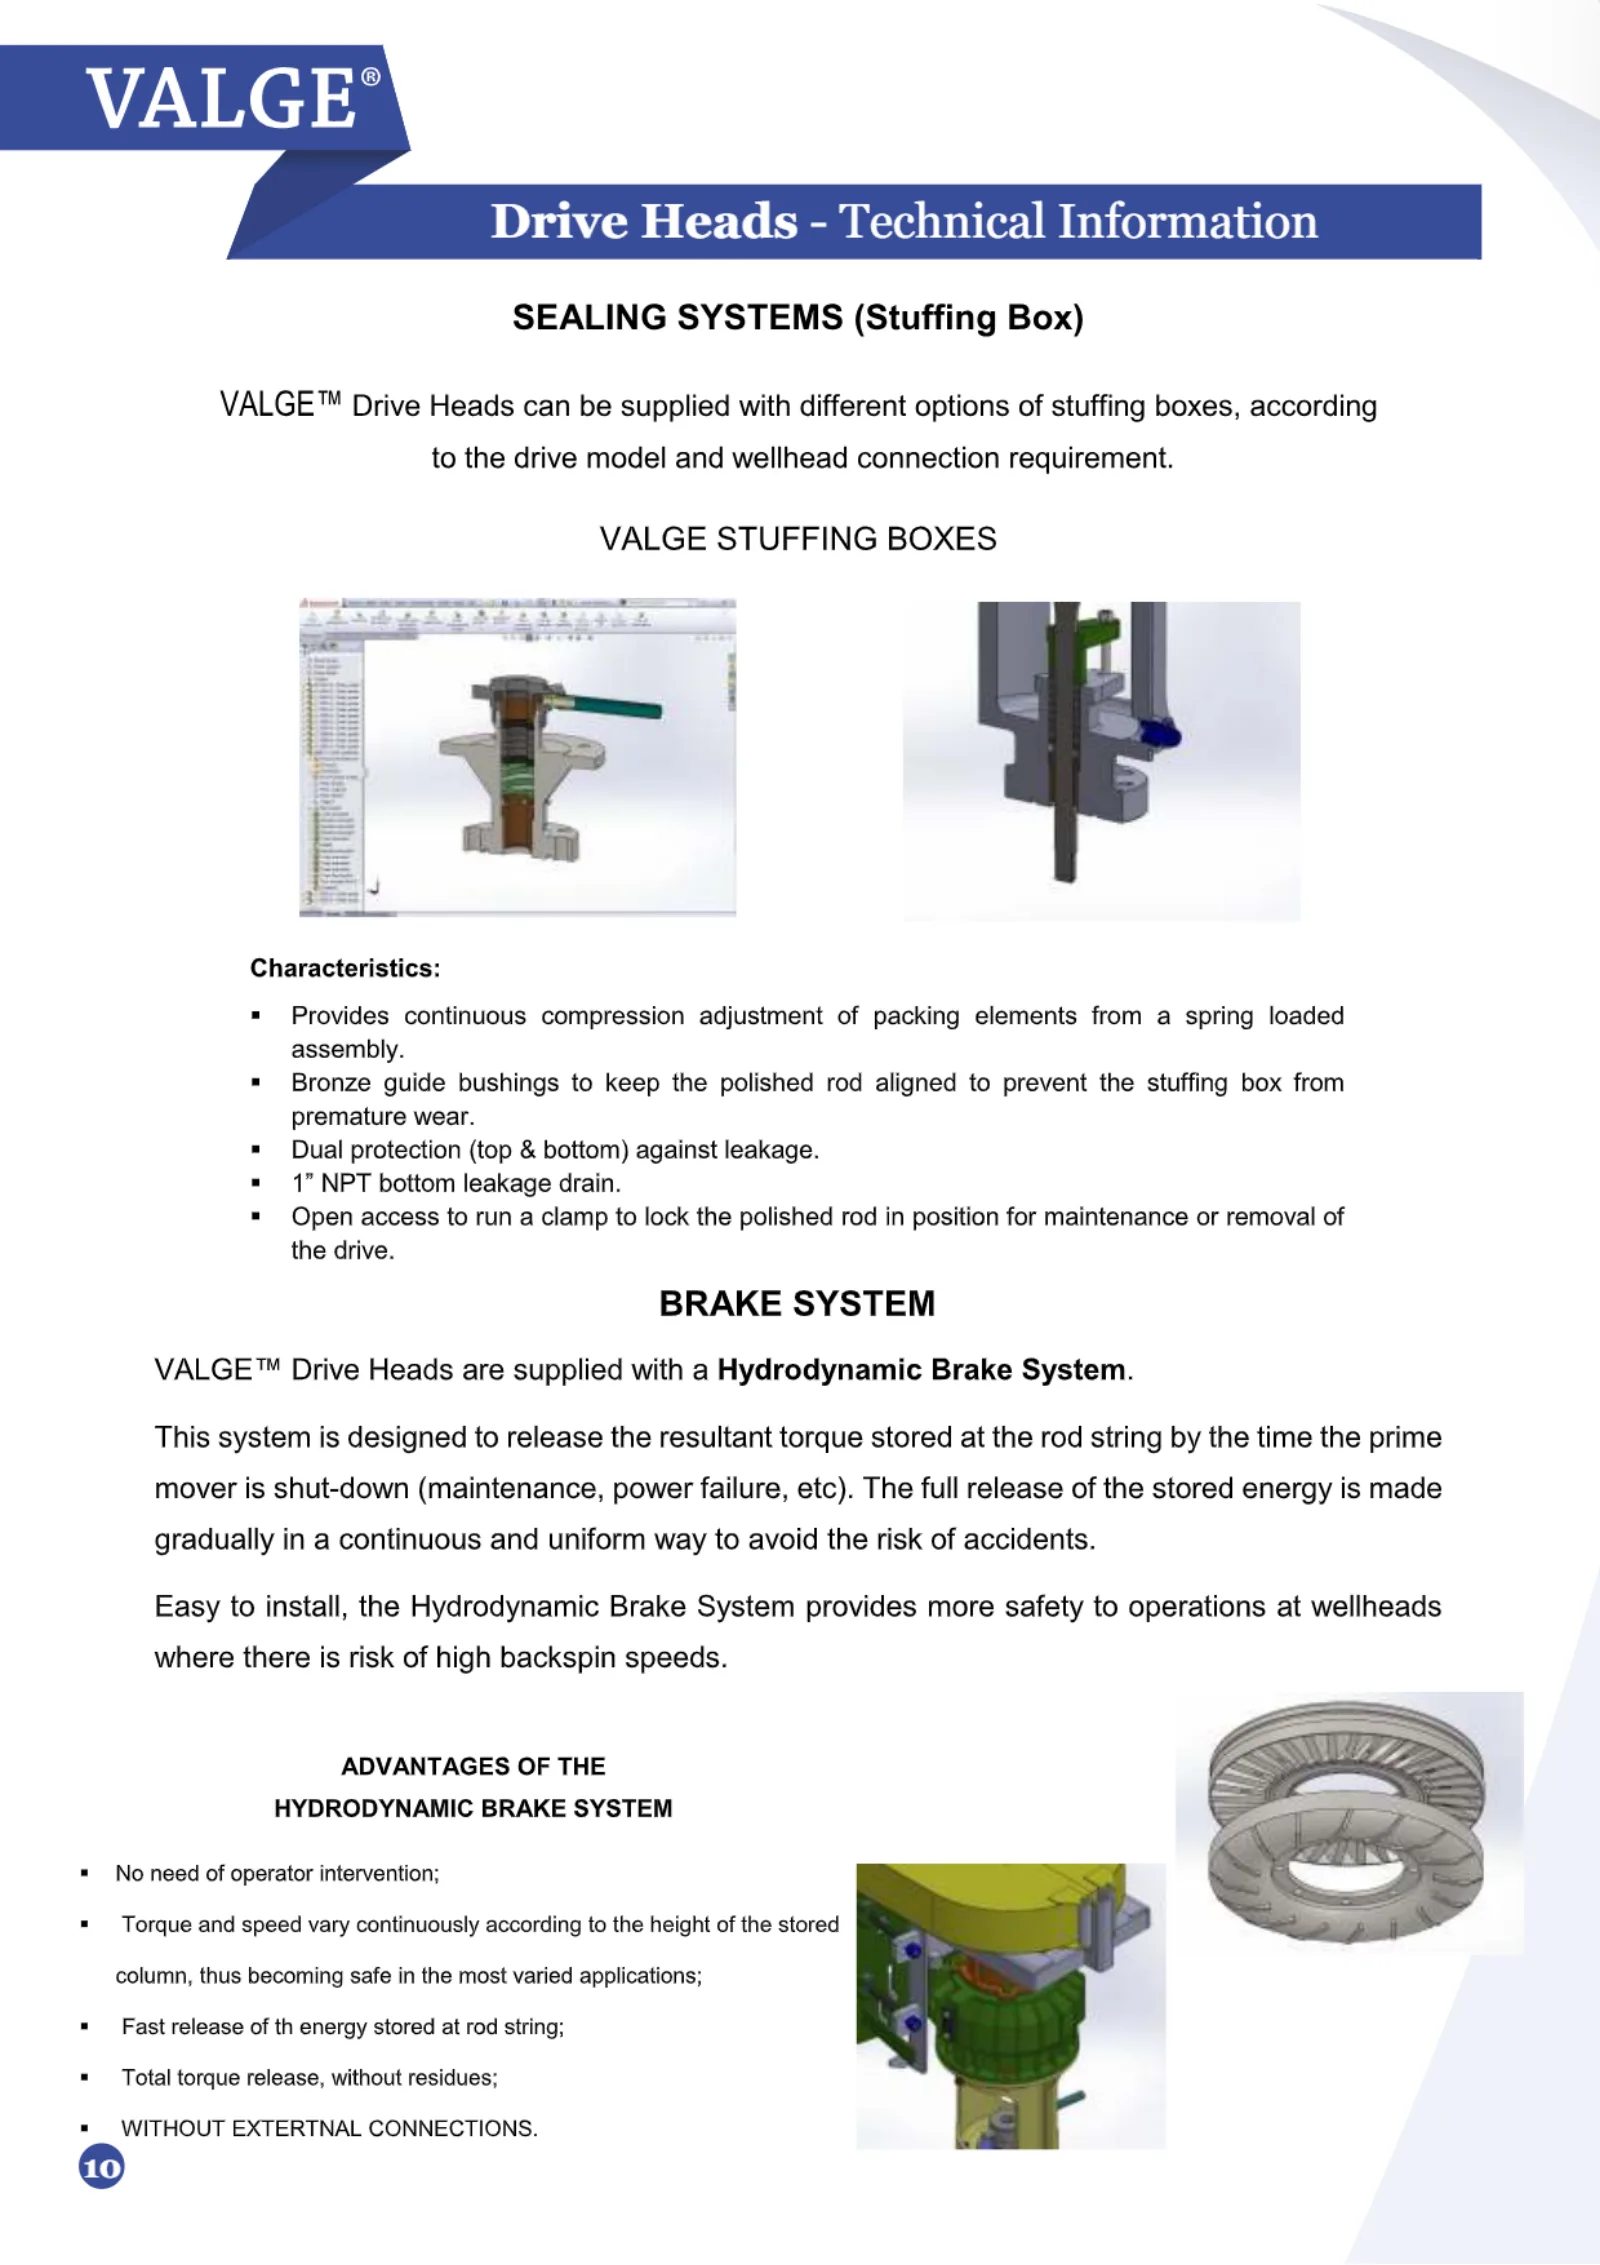 VALGE®
Drive Heads - Technical Information
SEALING SYSTEMS (Stuffing Box)
VALGE™ Drive Heads can be supplied with different options of stuffing boxes, according
to the drive model and wellhead connection requirement.
VALGE STUFFING BOXES
Characteristics:
▪ Provides continuous compression adjustment of packing elements from a spring loaded
assembly.
▪ Bronze guide bushings to keep the polished rod aligned to prevent the stuffing box from
premature wear.
▪ Dual protection (top & bottom) against leakage.
▪ 1” NPT bottom leakage drain.
▪ Open access to run a clamp to lock the polished rod in position for maintenance or removal of
the drive.
BRAKE SYSTEM
VALGE™ Drive Heads are supplied with a Hydrodynamic Brake System.
This system is designed to release the resultant torque stored at the rod string by the time the prime
mover is shut-down (maintenance, power failure, etc). The full release of the stored energy is made
gradually in a continuous and uniform way to avoid the risk of accidents.
Easy to install, the Hydrodynamic Brake System provides more safety to operations at wellheads
where there is risk of high backspin speeds.
ADVANTAGES OF THE
HYDRODYNAMIC BRAKE SYSTEM
▪ No need of operator intervention;
▪ Torque and speed vary continuously according to the height of the stored
column, thus becoming safe in the most varied applications;
▪ Fast release of th energy stored at rod string;
▪ Total torque release, without residues;
▪ WITHOUT EXTERTNAL CONNECTIONS.
10